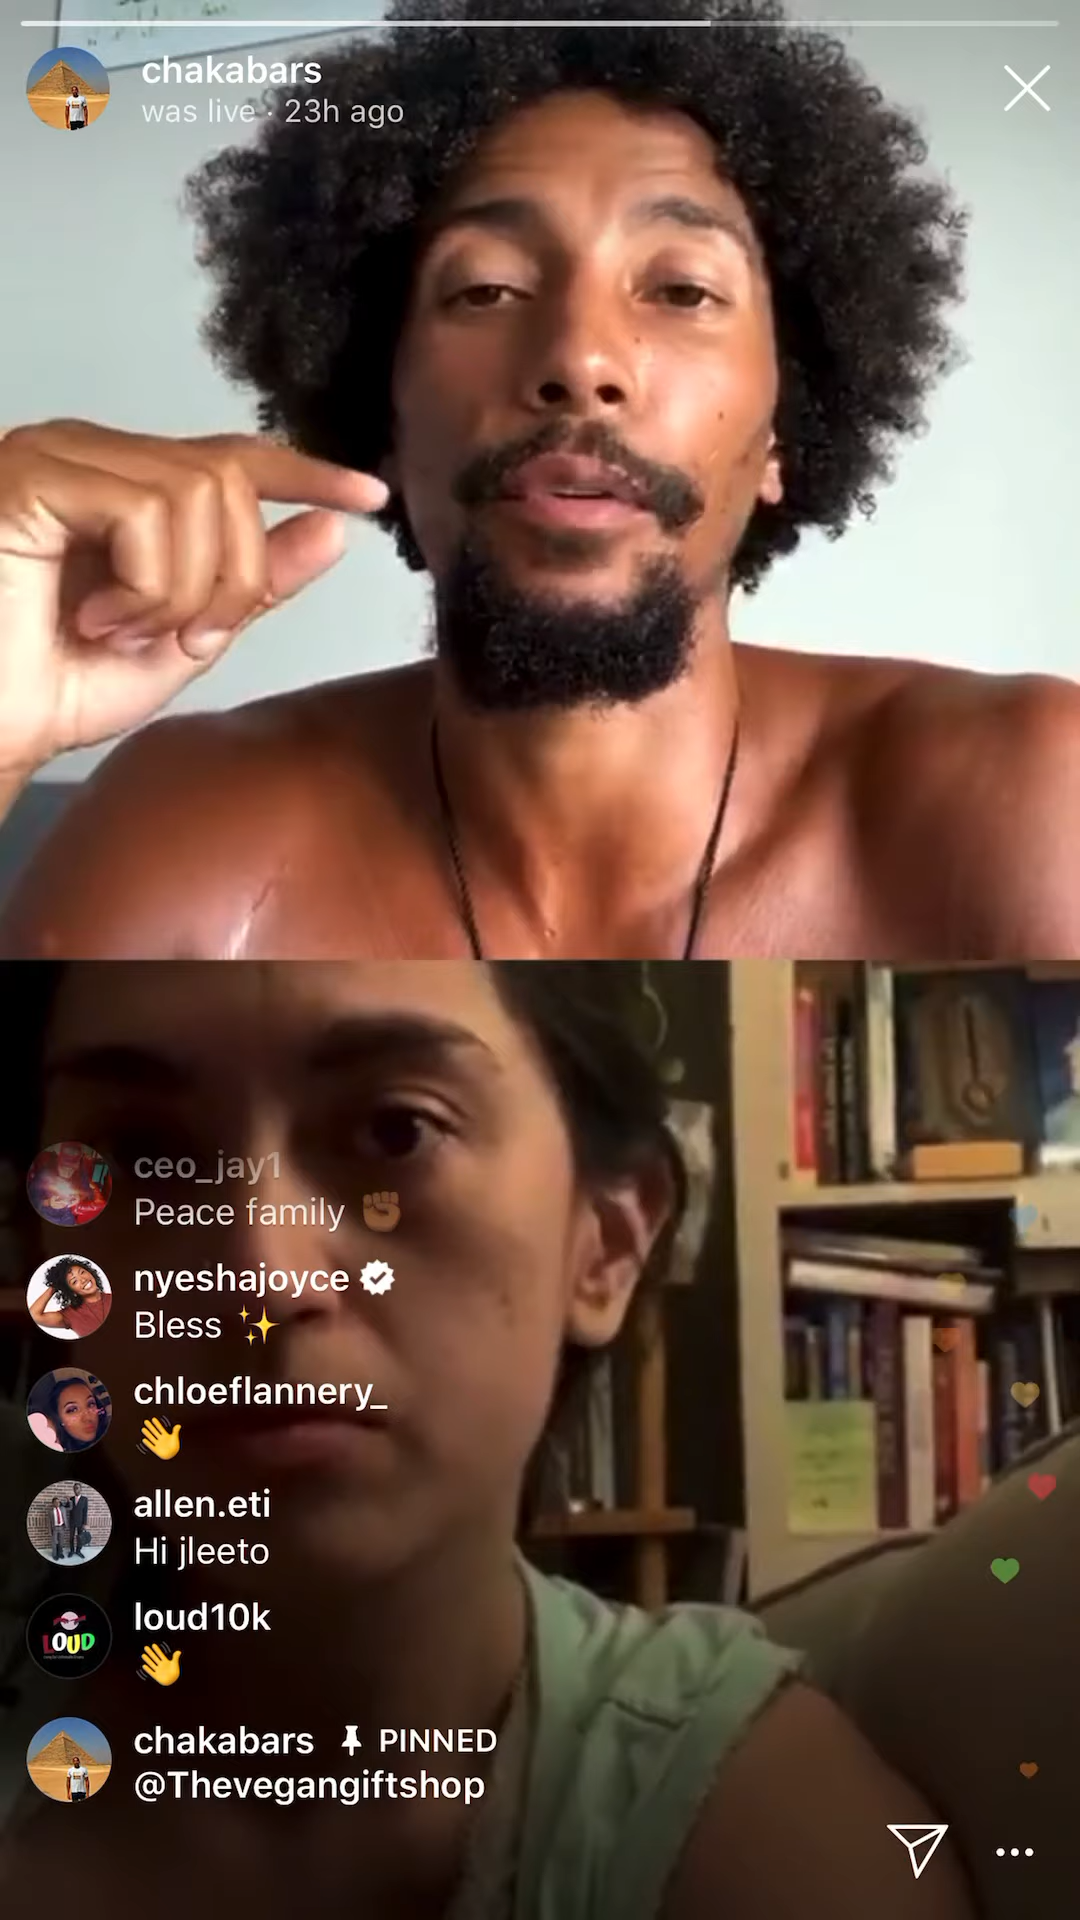 chakabars
was live · 23h ago
ceo_jay1
Peace family ✊🏾
nyeshajoyce
Bless ✨
chloeflannery_
👋
allen.eti
Hi jleeto
LOUD
loud10k
👋
chakabars PINNED
@Thevegangiftshop